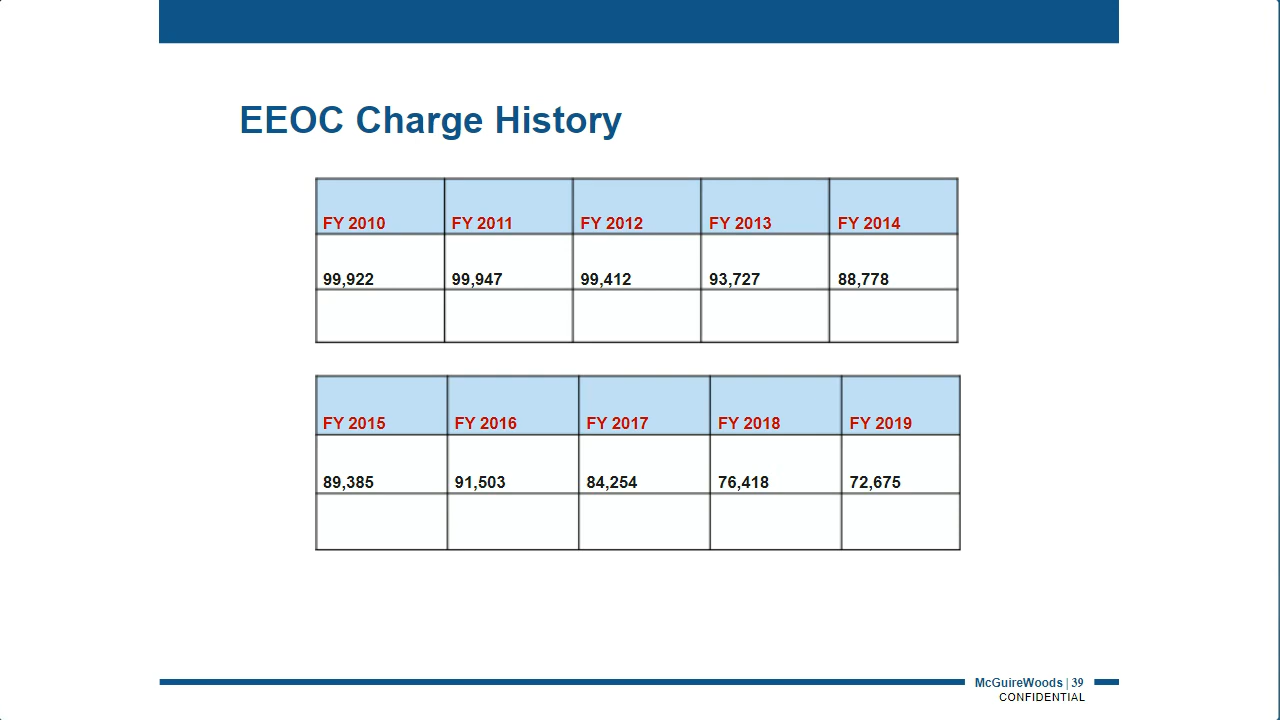 EEOC Charge History
FY 2010 FY 2011 FY 2012 FY 2013 FY 2014
99,922 99,947 99,412 93,727 88,778
FY 2015 FY 2016 FY 2017 FY 2018 FY 2019
89,385 91,503 84,254 76,418 72,675
McGuireWoods | 39
CONFIDENTIAL